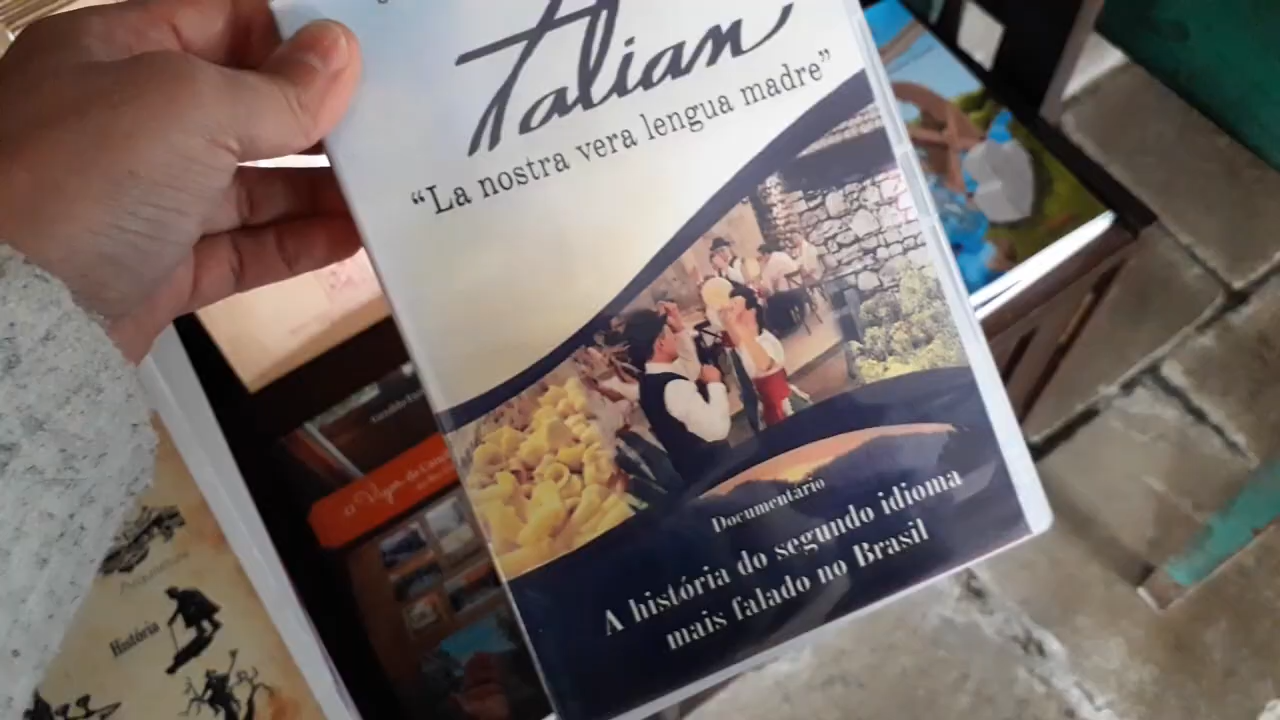 Talian
“La nostra vera lengua madre”
Documentário
A história do segundo idioma
mais falado no Brasil
História